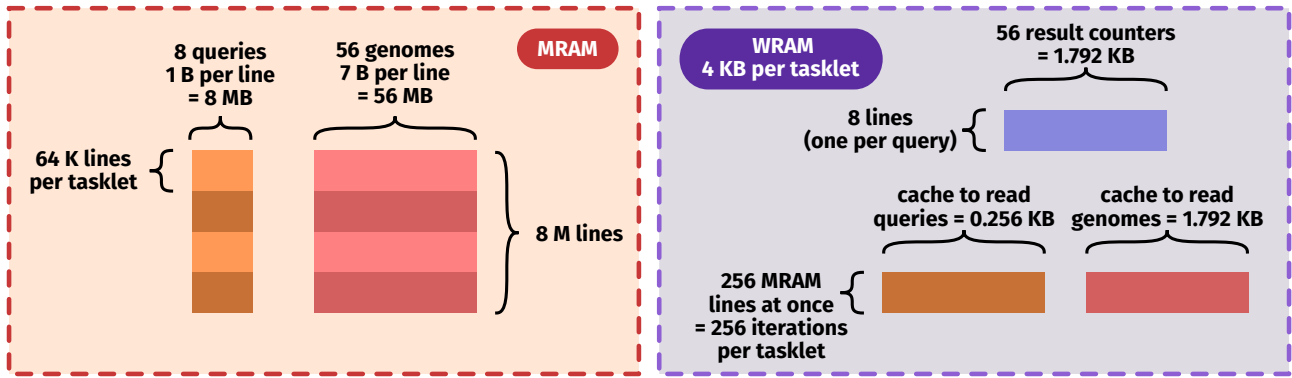 8 queries
1 B per line
= 8 MB
56 genomes
7 B per line
= 56 MB
MRAM
64 K lines
per tasklet
8 M lines
WRAM
4 KB per tasklet
56 result counters
= 1.792 KB
8 lines
(one per query)
cache to read
queries = 0.256 KB
cache to read
genomes = 1.792 KB
256 MRAM
lines at once
= 256 iterations
per tasklet